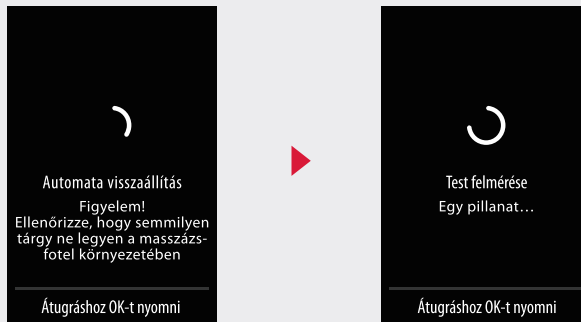 Automata visszaállítás
Figyelem!
Ellenőrizze, hogy semmilyen
tárgy ne legyen a masszázs-
fotel környezetében
Átugráshoz OK-t nyomni
Test felmérése
Egy pillanat…
Átugráshoz OK-t nyomni